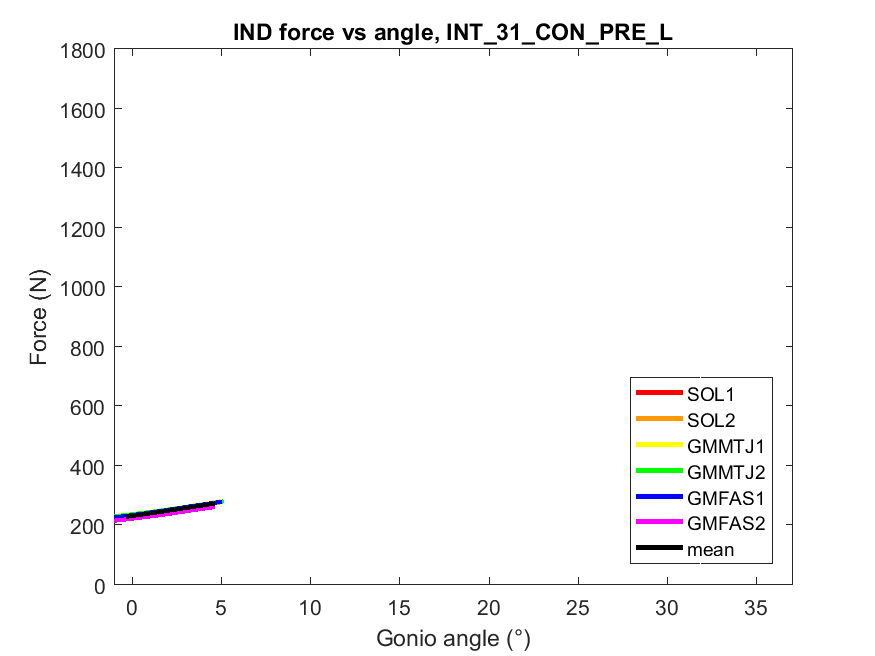 IND force vs angle, INT_31_CON_PRE_L
1800
1600
1400
1200
1000
800
600
400
200
0
Force (N)
0 5 10 15 20 25 30 35
Gonio angle (°)
SOL1
SOL2
GMMTJ1
GMMTJ2
GMFAS1
GMFAS2
mean